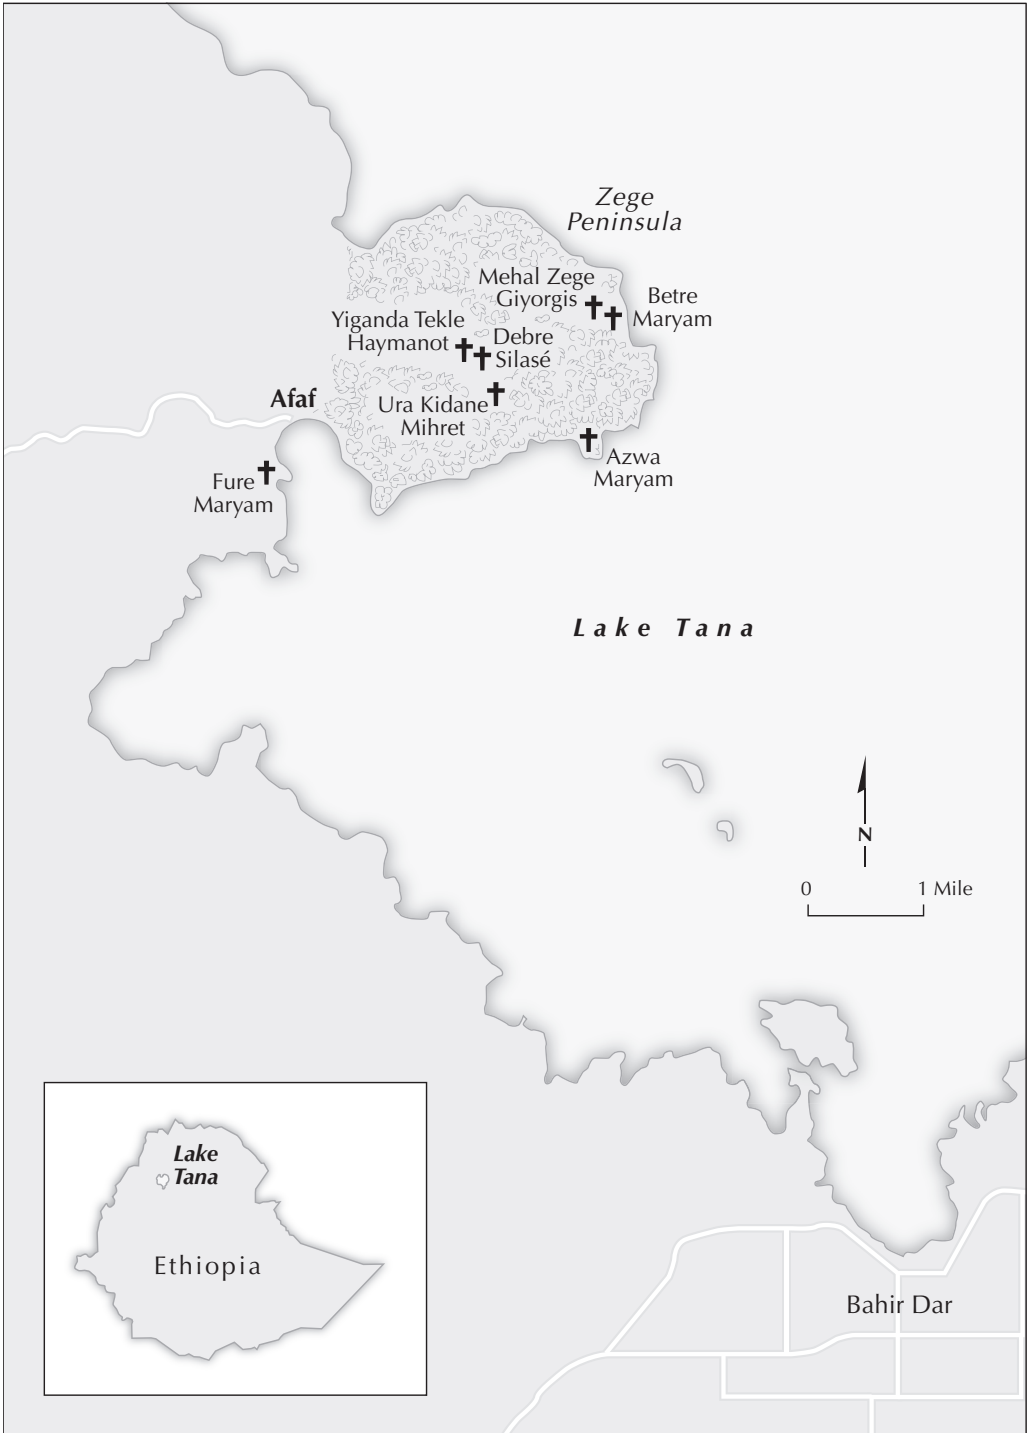 Zege
Peninsula
Mehal Zege
Giyorgis
Betre
Maryam
Yiganda Tekle
Haymanot
Debre
Silasé
Afaf
Ura Kidane
Mihret
Azwa
Maryam
Fure
Maryam
Lake Tana
N
0 1 Mile
Lake
Tana
Ethiopia
Bahir Dar